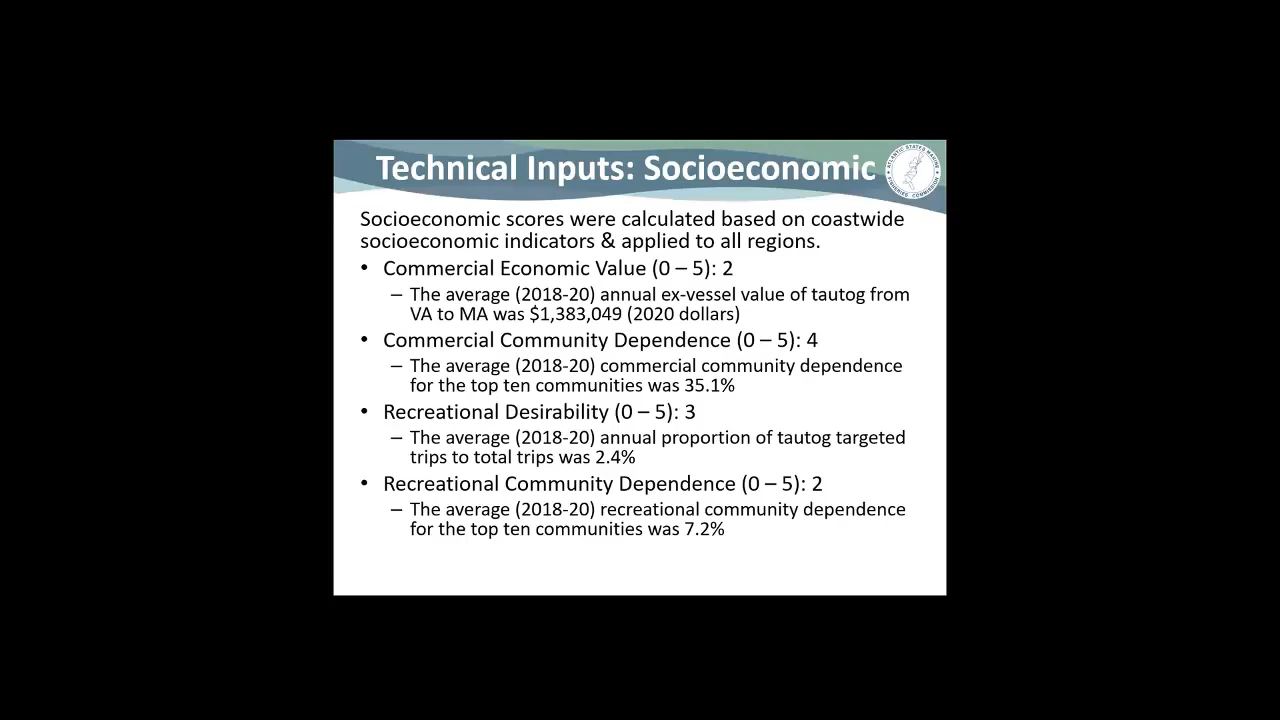 Technical Inputs: Socioeconomic
ATLANTIC STATES MARINE
FISHERIES COMMISSION
Socioeconomic scores were calculated based on coastwide
socioeconomic indicators & applied to all regions.
• Commercial Economic Value (0 – 5): 2
– The average (2018-20) annual ex-vessel value of tautog from
VA to MA was $1,383,049 (2020 dollars)
• Commercial Community Dependence (0 – 5): 4
– The average (2018-20) commercial community dependence
for the top ten communities was 35.1%
• Recreational Desirability (0 – 5): 3
– The average (2018-20) annual proportion of tautog targeted
trips to total trips was 2.4%
• Recreational Community Dependence (0 – 5): 2
– The average (2018-20) recreational community dependence
for the top ten communities was 7.2%